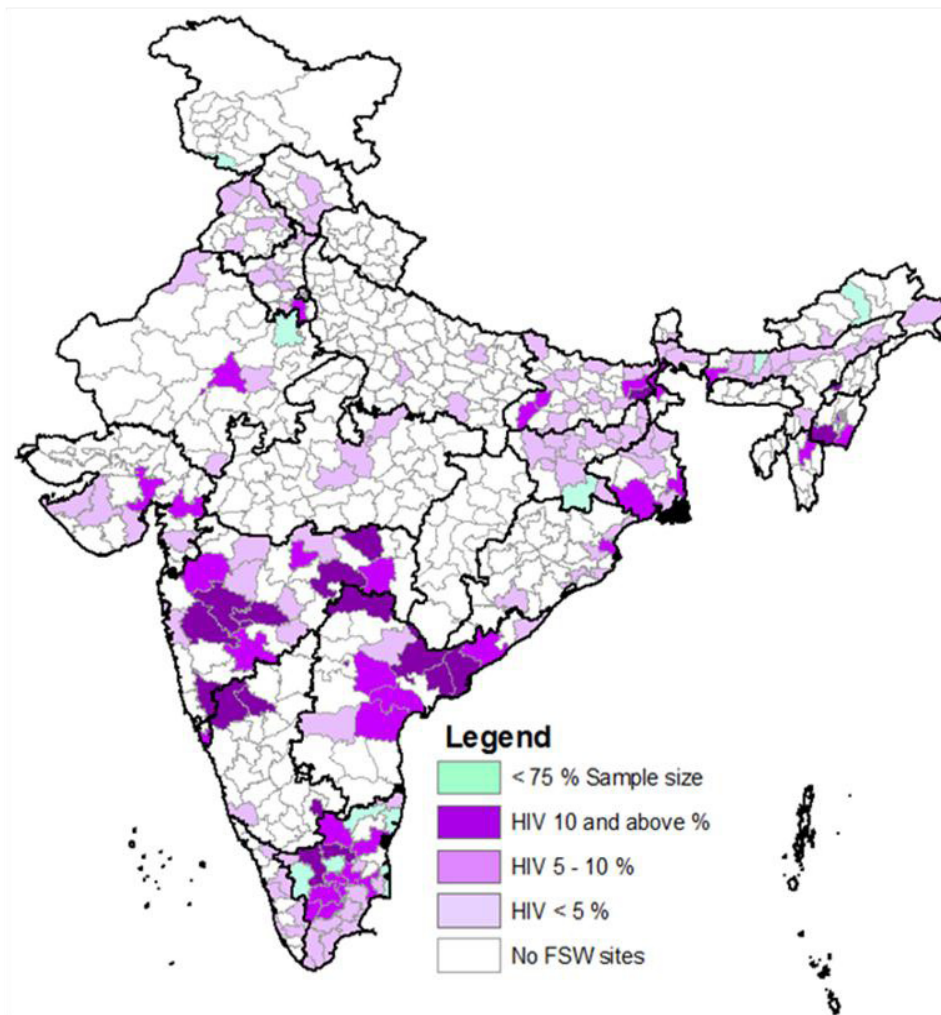 Legend
< 75 % Sample size
HIV 10 and above %
HIV 5 - 10 %
HIV < 5 %
No FSW sites